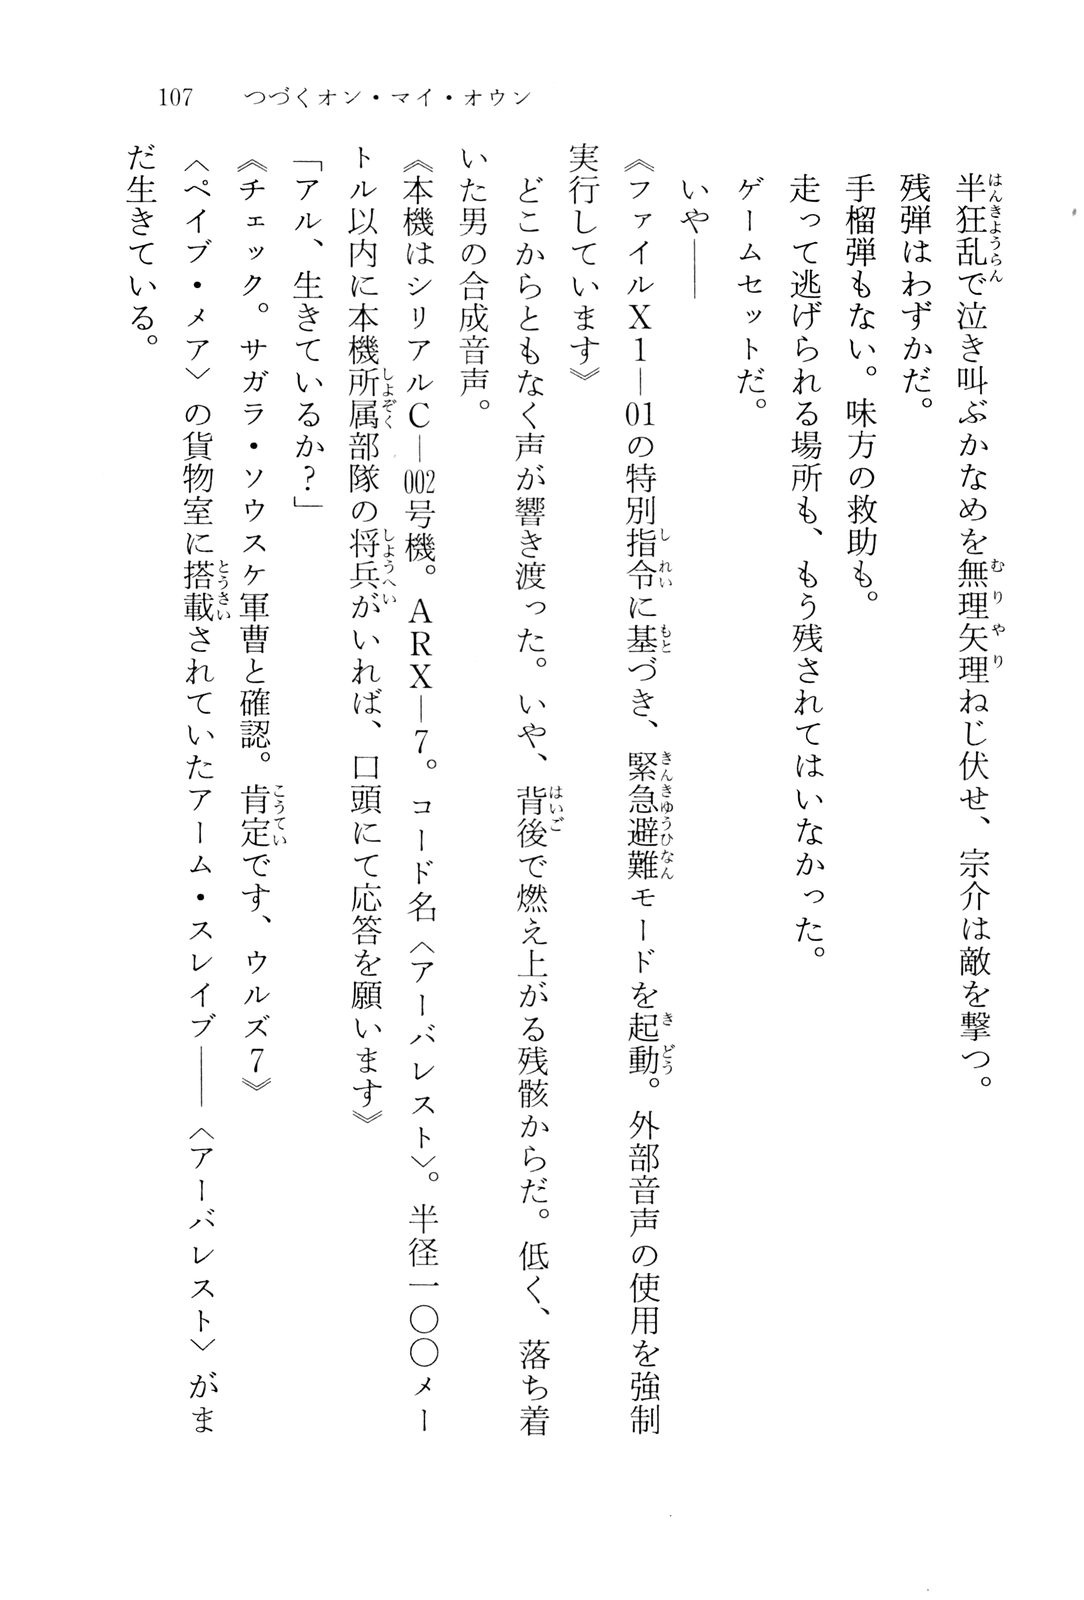 107　つづくオン・マイ・オウン
半狂乱で泣き叫ぶかなめを無理矢理ねじ伏せ、宗介は敵を撃つ。
残弾はわずかだ。
手榴弾もない。味方の救助も。
走って逃げられる場所も、もう残されてはいなかった。
ゲームセットだ。
いや――
《ファイルＸ１―01の特別指令に基づき、緊急避難モードを起動。外部音声の使用を強制
実行しています》
どこからともなく声が響き渡った。いや、背後で燃え上がる残骸からだ。低く、落ち着
いた男の合成音声。
《本機はシリアルＣ―002号機。ＡＲＸ―７。コード名〈アーバレスト〉。半径一〇〇メー
トル以内に本機所属部隊の将兵がいれば、口頭にて応答を願います》
「アル、生きているか？」
《チェック。サガラ・ソウスケ軍曹と確認。肯定です、ウルズ７》
〈ペイブ・メア〉の貨物室に搭載されていたアーム・スレイブ――〈アーバレスト〉がま
だ生きている。